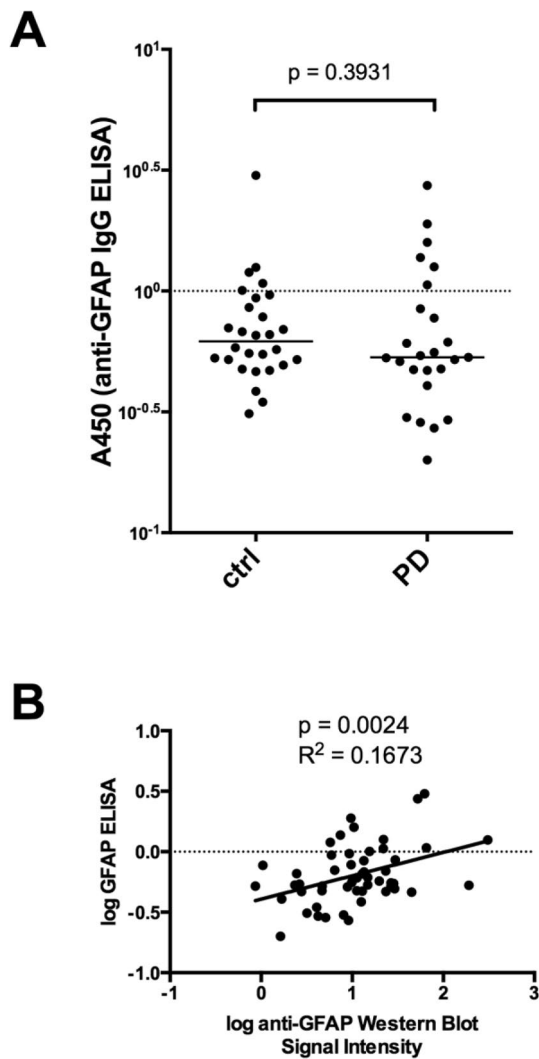 A
10^1
p = 0.3931
10^0.5
10^0
10^-0.5
10^-1
A450 (anti-GFAP IgG ELISA)
ctrl
PD
B
p = 0.0024
R^2 = 0.1673
1.0
0.5
0.0
-0.5
-1.0
log GFAP ELISA
-1 0 1 2 3
log anti-GFAP Western Blot
Signal Intensity